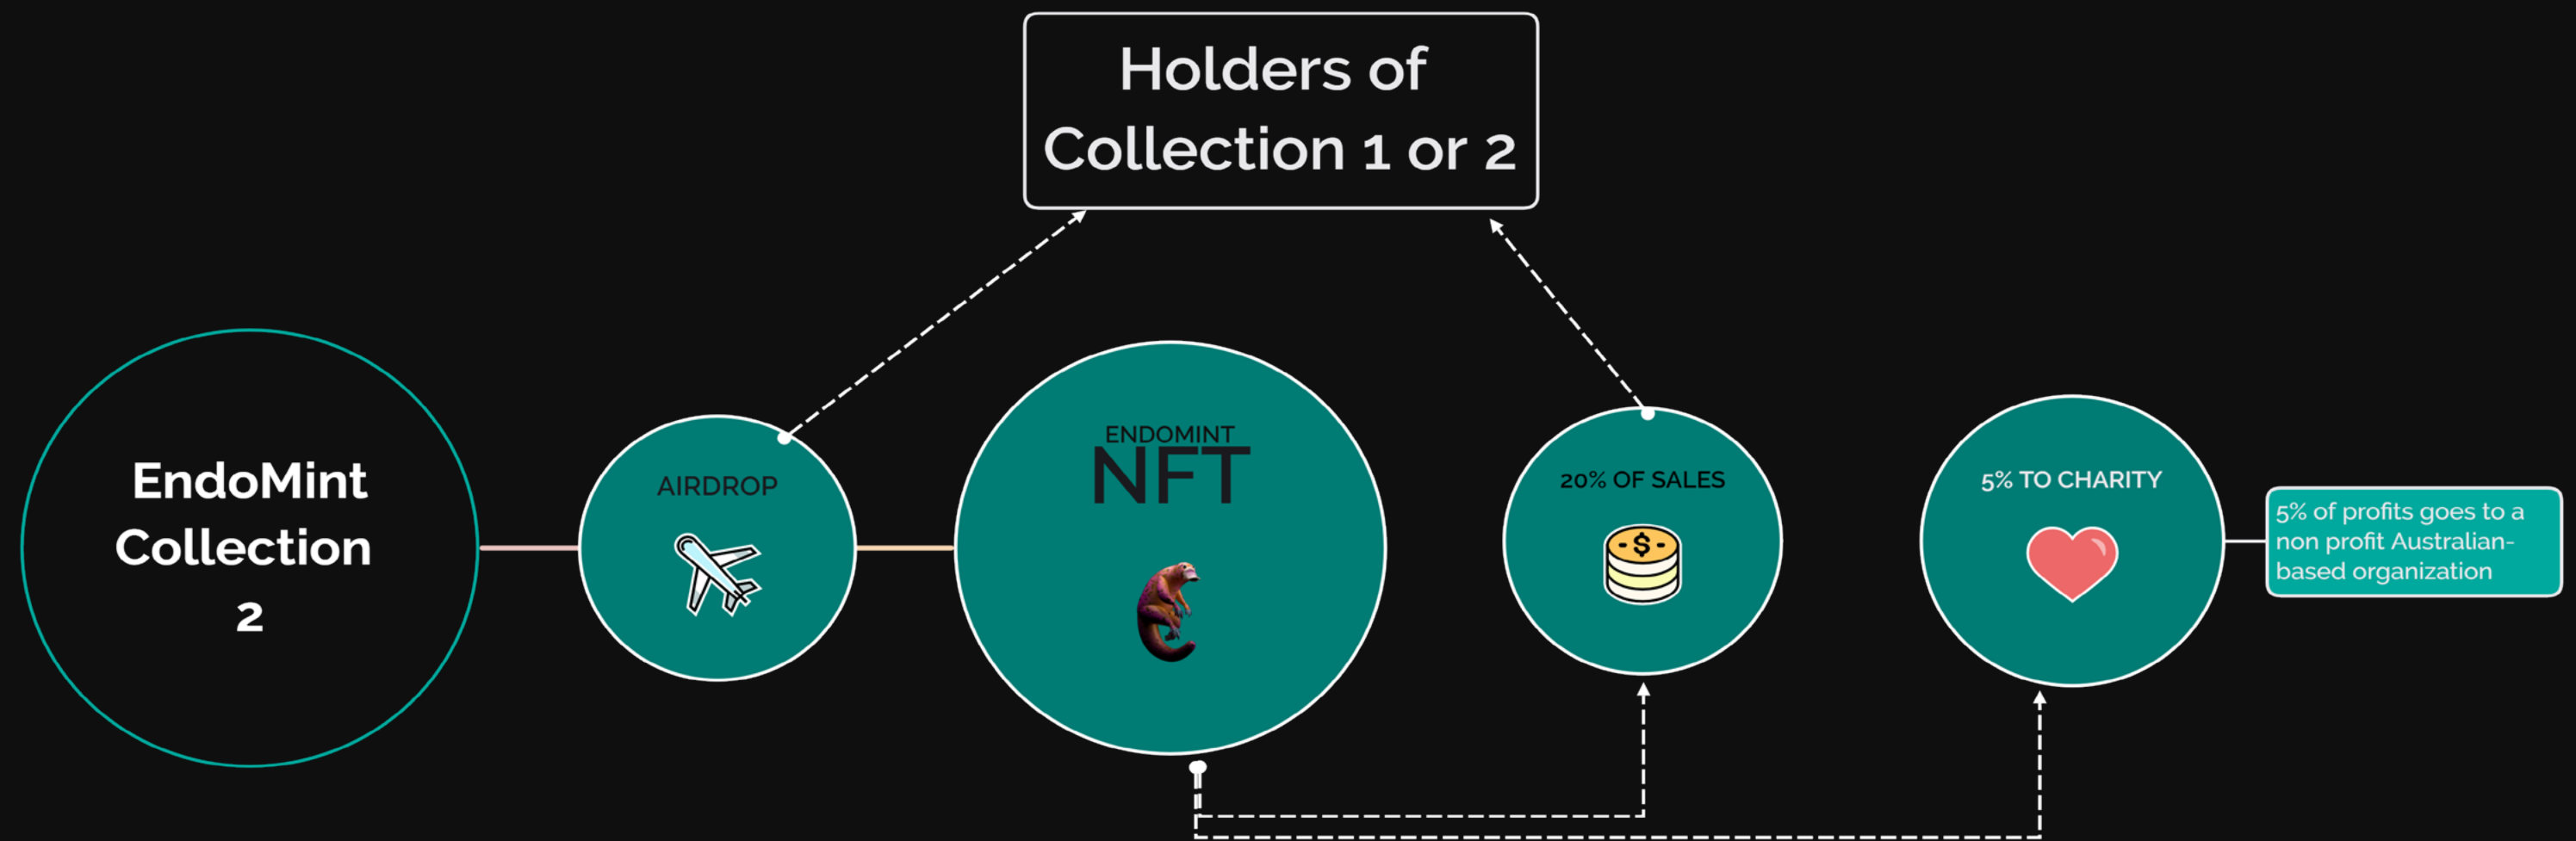 Holders of
Collection 1 or 2
EndoMint
Collection
2
AIRDROP
ENDOMINT
NFT
20% OF SALES
$
5% TO CHARITY
5% of profits goes to a
non profit Australian-
based organization